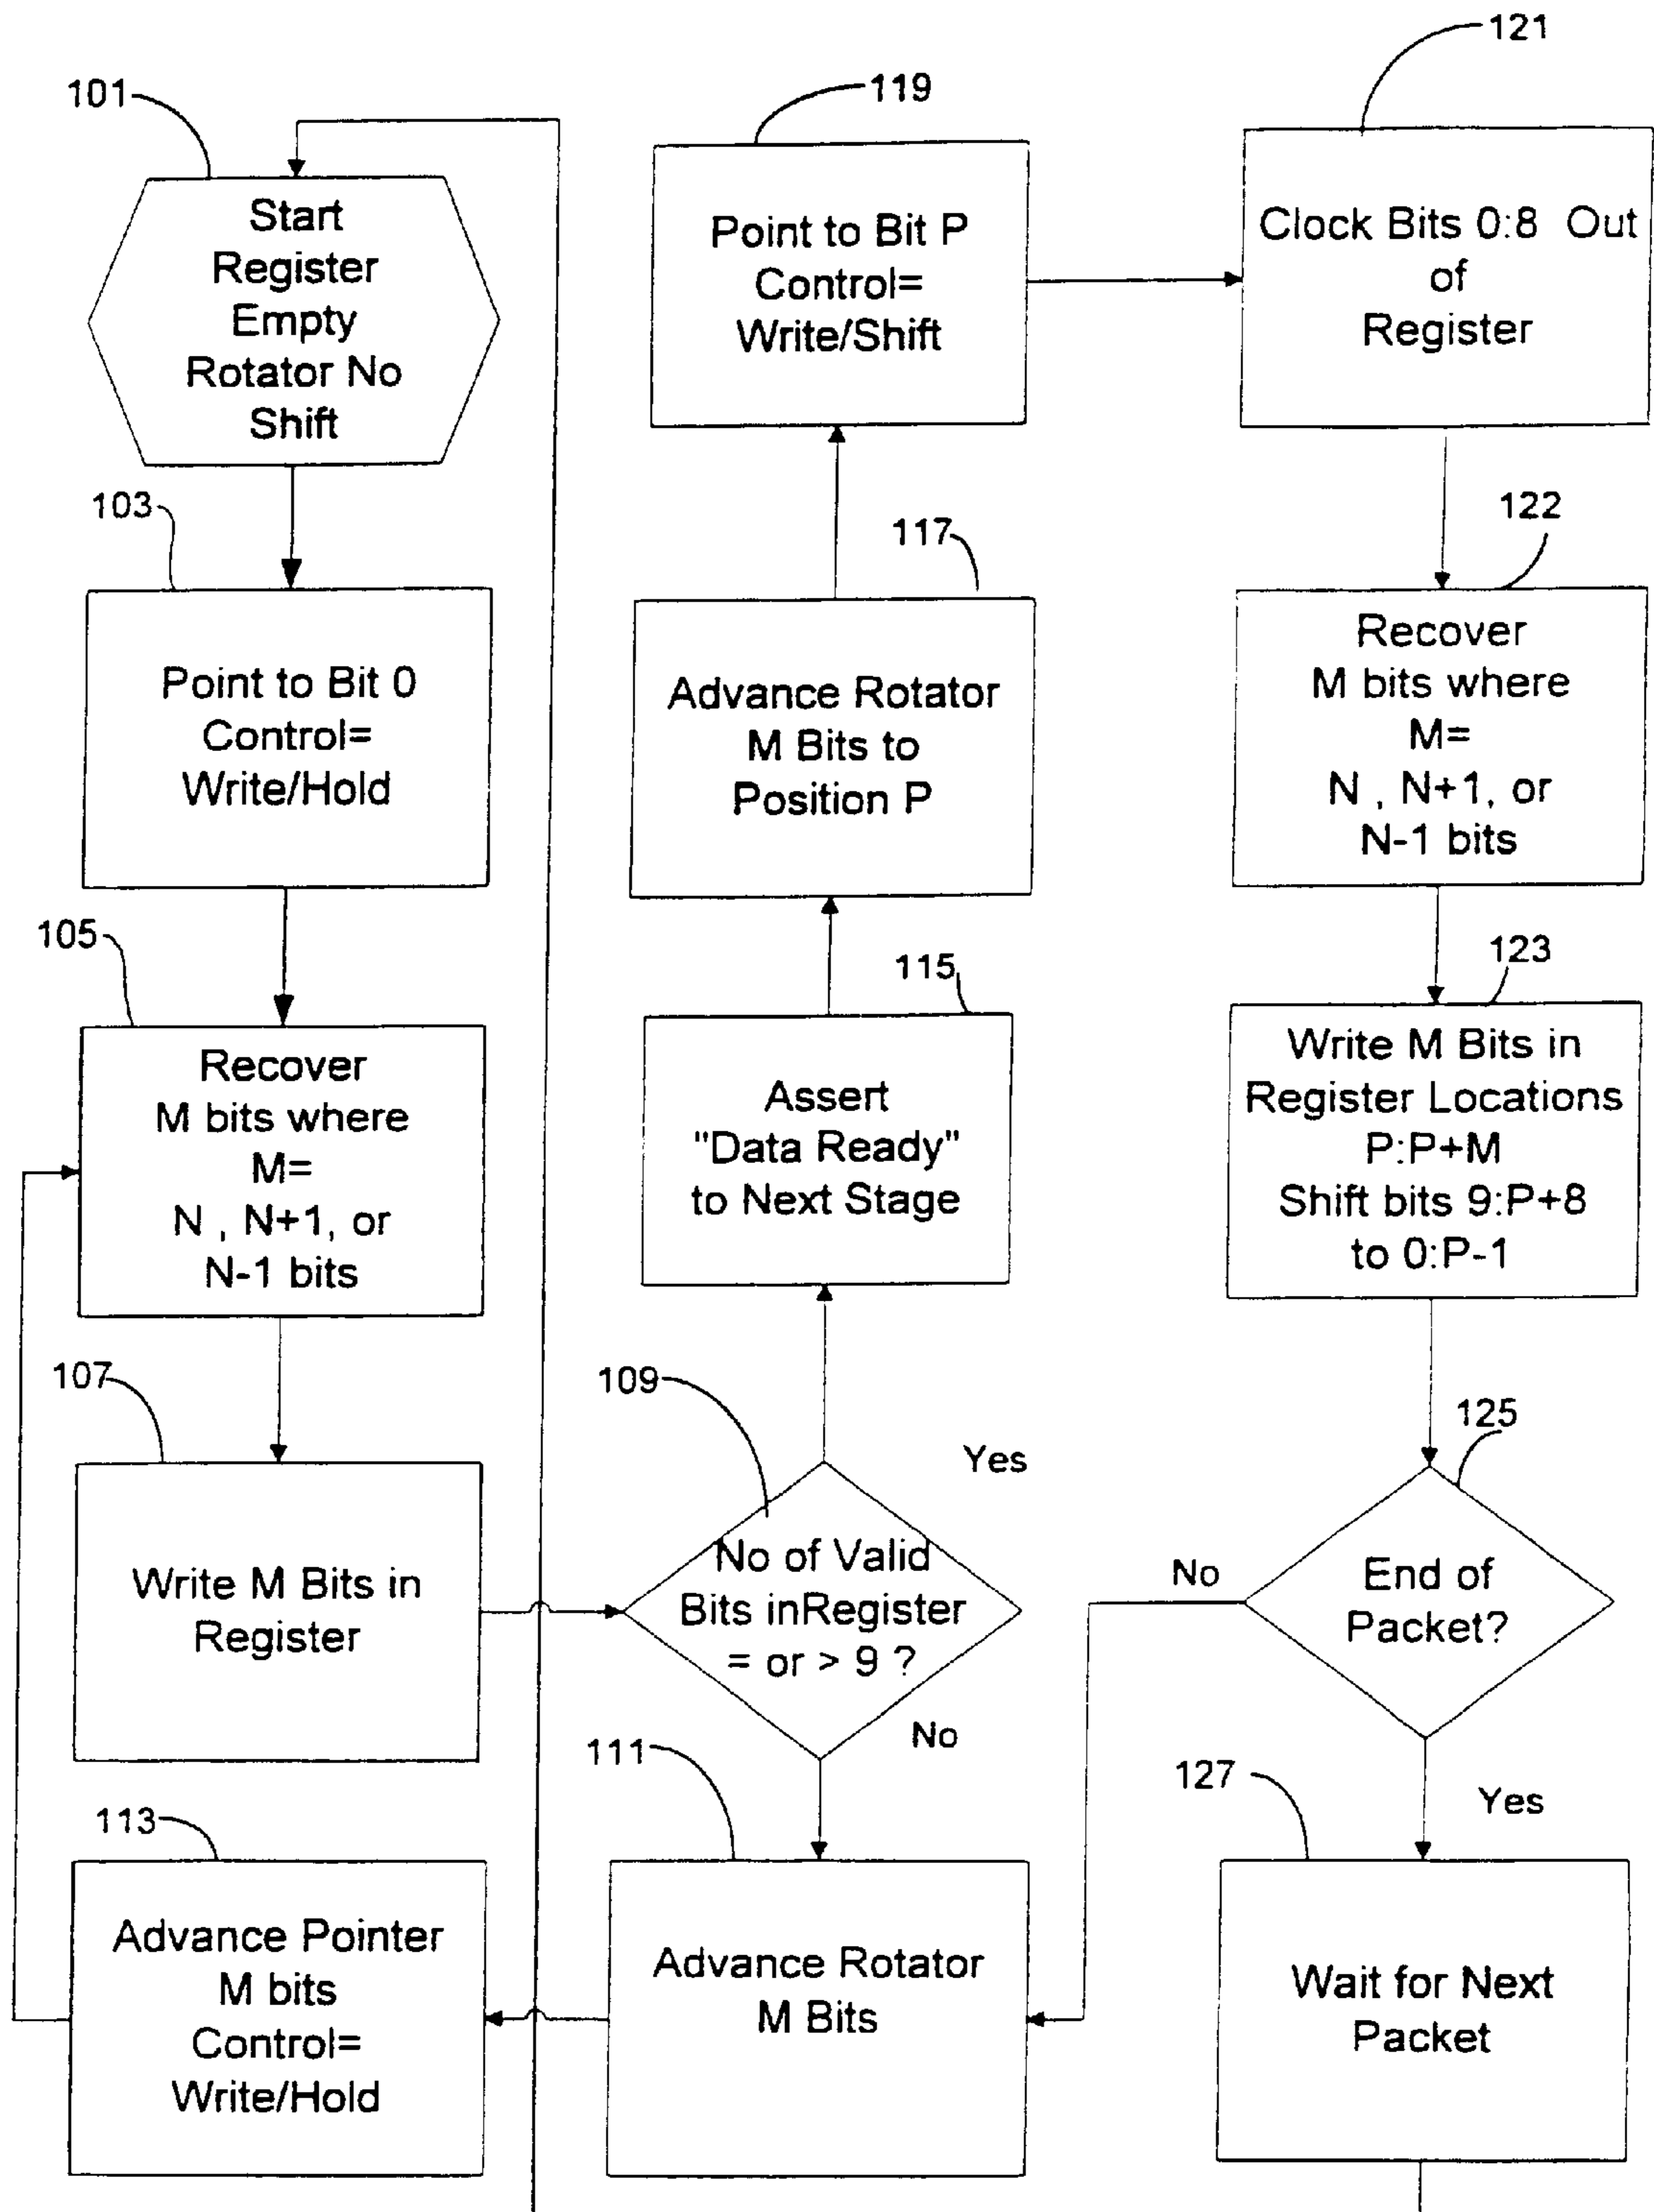 101
Start
Register
Empty
Rotator No
Shift
103
Point to Bit 0
Control=
Write/Hold
105
Recover
M bits where
M=
N , N+1, or
N-1 bits
107
Write M Bits in
Register
109
No of Valid
Bits inRegister
= or > 9 ?
Yes
No
111
Advance Rotator
M Bits
113
Advance Pointer
M bits
Control=
Write/Hold
115
Assert
"Data Ready"
to Next Stage
117
Advance Rotator
M Bits to
Position P
119
Point to Bit P
Control=
Write/Shift
121
Clock Bits 0:8 Out
of
Register
122
Recover
M bits where
M=
N , N+1, or
N-1 bits
123
Write M Bits in
Register Locations
P:P+M
Shift bits 9:P+8
to 0:P-1
125
End of
Packet?
No
Yes
127
Wait for Next
Packet